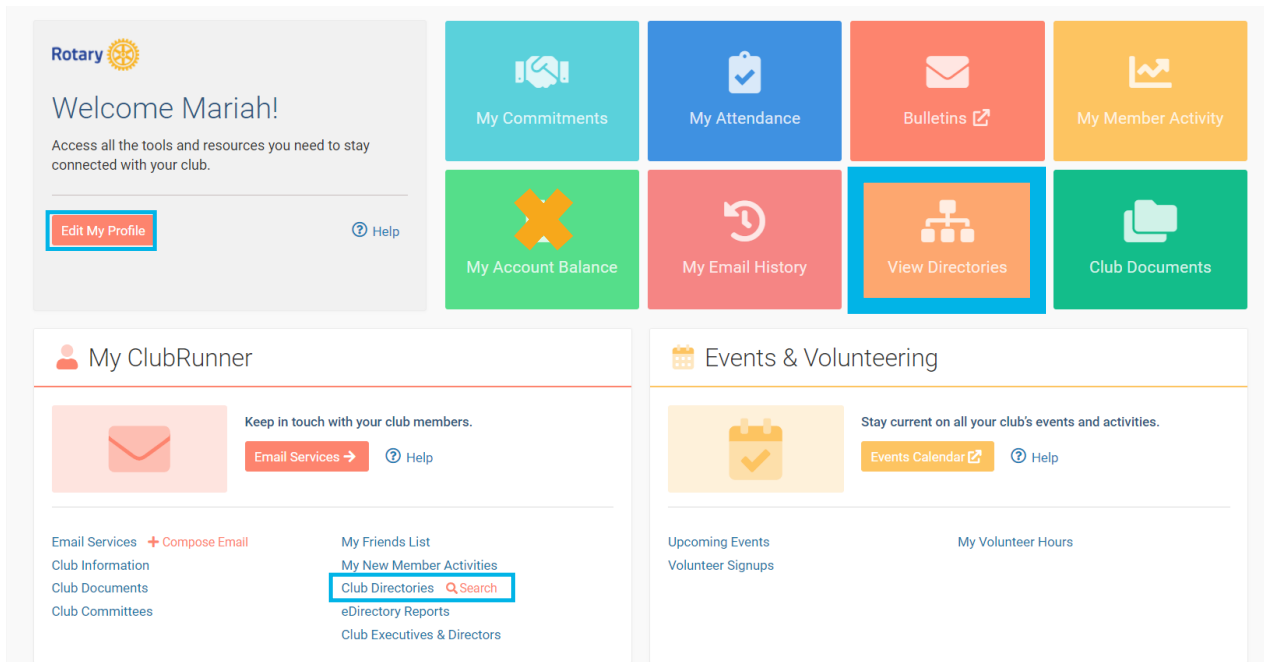 Rotary
Welcome Mariah!
Access all the tools and resources you need to stay
connected with your club.
Edit My Profile
Help
My Commitments
My Attendance
Bulletins
My Member Activity
My Account Balance
My Email History
View Directories
Club Documents
My ClubRunner
Keep in touch with your club members.
Email Services
Help
Email Services + Compose Email
Club Information
Club Documents
Club Committees
My Friends List
My New Member Activities
Club Directories Search
eDirectory Reports
Club Executives & Directors
Events & Volunteering
Stay current on all your club's events and activities.
Events Calendar
Help
Upcoming Events
Volunteer Signups
My Volunteer Hours